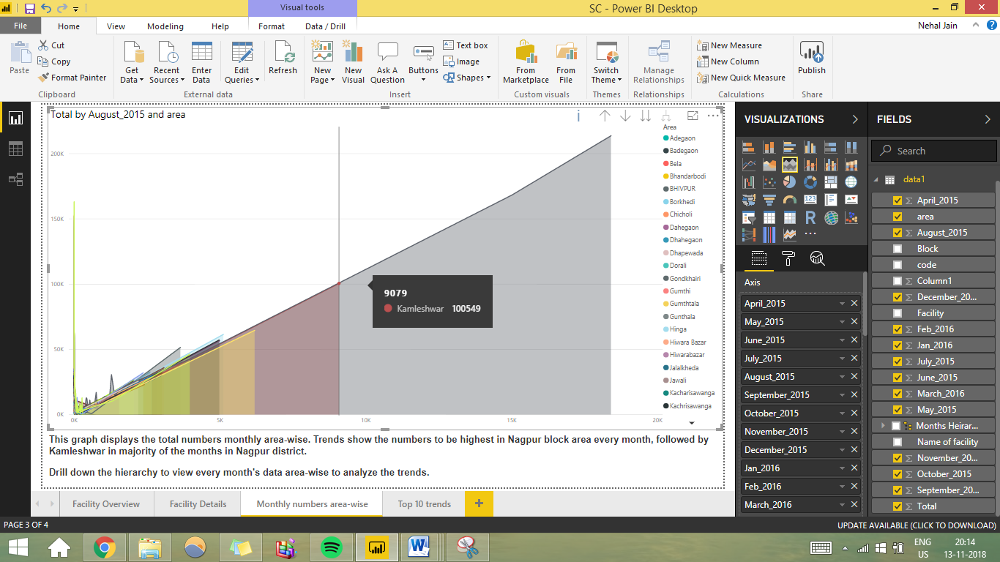 Visual tools
SC - Power BI Desktop
File
Home
View
Modeling
Help
Format
Data / Drill
Nehal Jain
Paste
Cut
Copy
Format Painter
Clipboard
Get Data
Recent Sources
Enter Data
Edit Queries
Refresh
External data
New Page
New Visual
Ask A Question
Buttons
Text box
Image
Shapes
Insert
From Marketplace
From File
Custom visuals
Switch Theme
Themes
Manage Relationships
Relationships
New Measure
New Column
New Quick Measure
Calculations
Publish
Share
Total by August_2015 and area
200K
150K
100K
50K
0K
0K
5K
10K
15K
20K
9079
Kamleshwar 100549
Area
Adegaon
Badegaon
Bela
Bhandarbodi
BHIVPUR
Borkhedi
Chicholi
Dahegaon
Dhahegaon
Dhapewada
Dorali
Gondkhairi
Gumthi
Gumthtala
Gunthala
Hinga
Hiwara Bazar
Hiwarabazar
Jalalkheda
Jawali
Kacharisawanga
Kachrisawanga
This graph displays the total numbers monthly area-wise. Trends show the numbers to be highest in Nagpur block area every month, followed by
Kamleshwar in majority of the months in Nagpur district.
Drill down the hierarchy to view every month's data area-wise to analyze the trends.
Facility Overview
Facility Details
Monthly numbers area-wise
Top 10 trends
VISUALIZATIONS
123
R
Axis
April_2015
May_2015
June_2015
July_2015
August_2015
September_2015
October_2015
November_2015
December_2015
Jan_2016
Feb_2016
March_2016
FIELDS
Search
data1
April_2015
area
August_2015
Block
code
Column1
December_20...
Facility
Feb_2016
Jan_2016
July_2015
June_2015
March_2016
May_2015
Months Heirar...
Name of facility
November_20...
October_2015
September_20...
Total
PAGE 3 OF 4
UPDATE AVAILABLE (CLICK TO DOWNLOAD)
ENG
US
20:14
13-11-2018